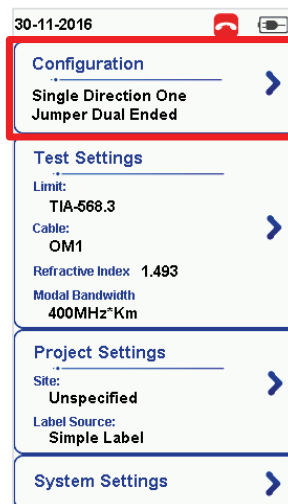 30-11-2016
Configuration
Single Direction One
Jumper Dual Ended
Test Settings
Limit:
TIA-568.3
Cable:
OM1
Refractive Index 1.493
Modal Bandwidth
400MHz*Km
Project Settings
Site:
Unspecified
Label Source:
Simple Label
System Settings